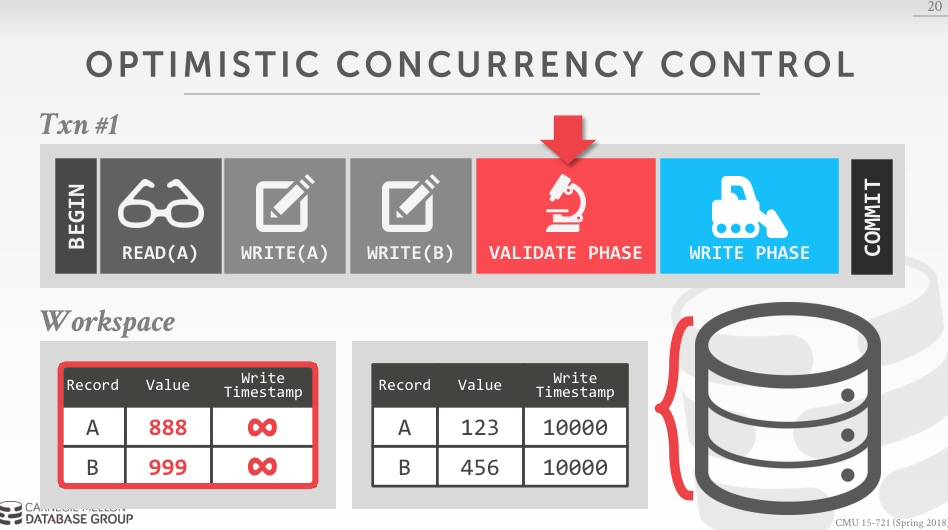 20
OPTIMISTIC CONCURRENCY CONTROL
Txn #1
BEGIN
READ(A)
WRITE(A)
WRITE(B)
VALIDATE PHASE
WRITE PHASE
COMMIT
Workspace
Record Value Write Timestamp
A 888 ∞
B 999 ∞
Record Value Write Timestamp
A 123 10000
B 456 10000
CARNEGIE MELLON
DATABASE GROUP
CMU 15-721 (Spring 2018)